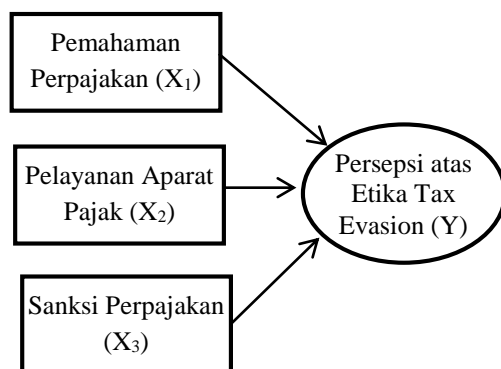 Pemahaman
Perpajakan (X₁)
Pelayanan Aparat
Pajak (X₂)
Sanksi Perpajakan
(X₃)
Persepsi atas
Etika Tax
Evasion (Y)